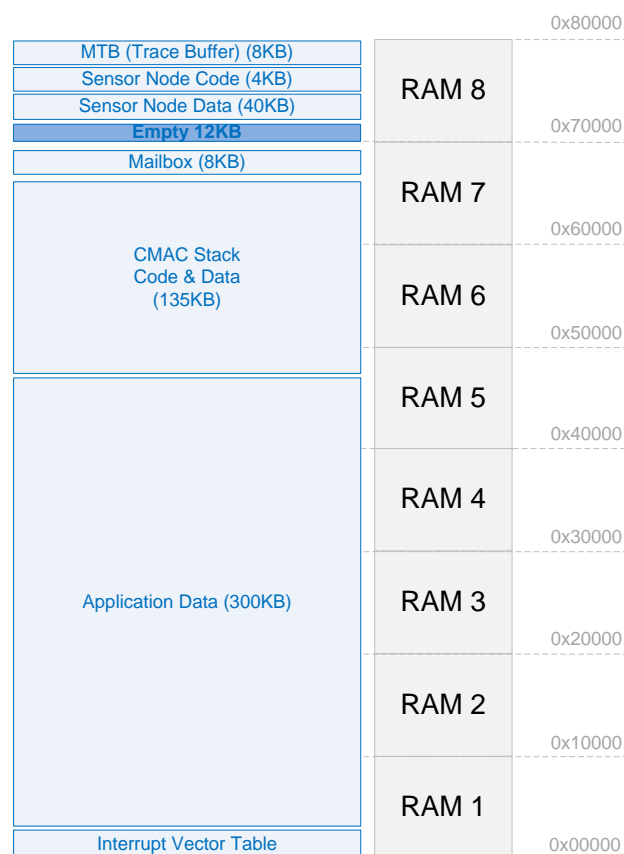 0x80000
MTB (Trace Buffer) (8KB)
Sensor Node Code (4KB)
Sensor Node Data (40KB)
Empty 12KB
RAM 8
0x70000
Mailbox (8KB)
RAM 7
0x60000
CMAC Stack
Code & Data
(135KB)
RAM 6
0x50000
RAM 5
0x40000
RAM 4
0x30000
Application Data (300KB)
RAM 3
0x20000
RAM 2
0x10000
RAM 1
Interrupt Vector Table
0x00000